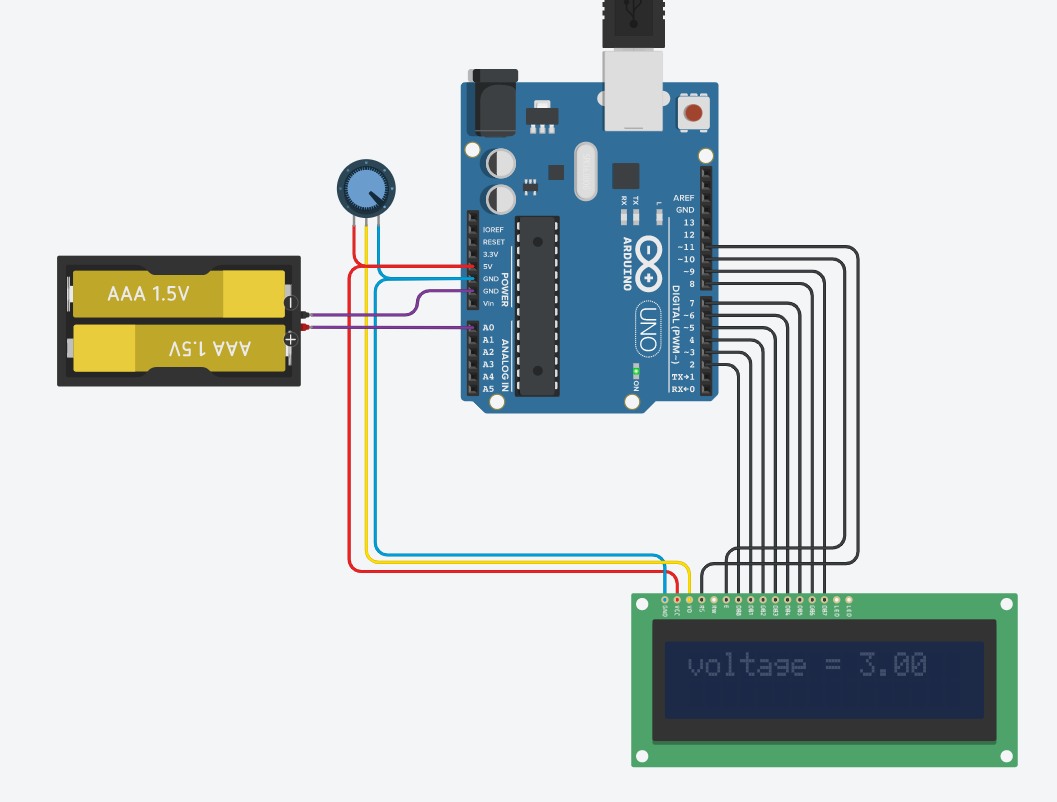 AREF
GND
13
12
~11
~10
~9
8
7
~6
~5
4
~3
2
TX→1
RX←0
DIGITAL (PWM~)
RX
TX
L
ARDUINO
UNO
ON
IOREF
RESET
3.3V
5V
GND
GND
Vin
POWER
A0
A1
A2
A3
A4
A5
ANALOG IN
AAA 1.5V
AAA 1.5V
GND
VCC
V0
RS
RW
E
DB0
DB1
DB2
DB3
DB4
DB5
DB6
DB7
LED
LED
voltage = 3.00